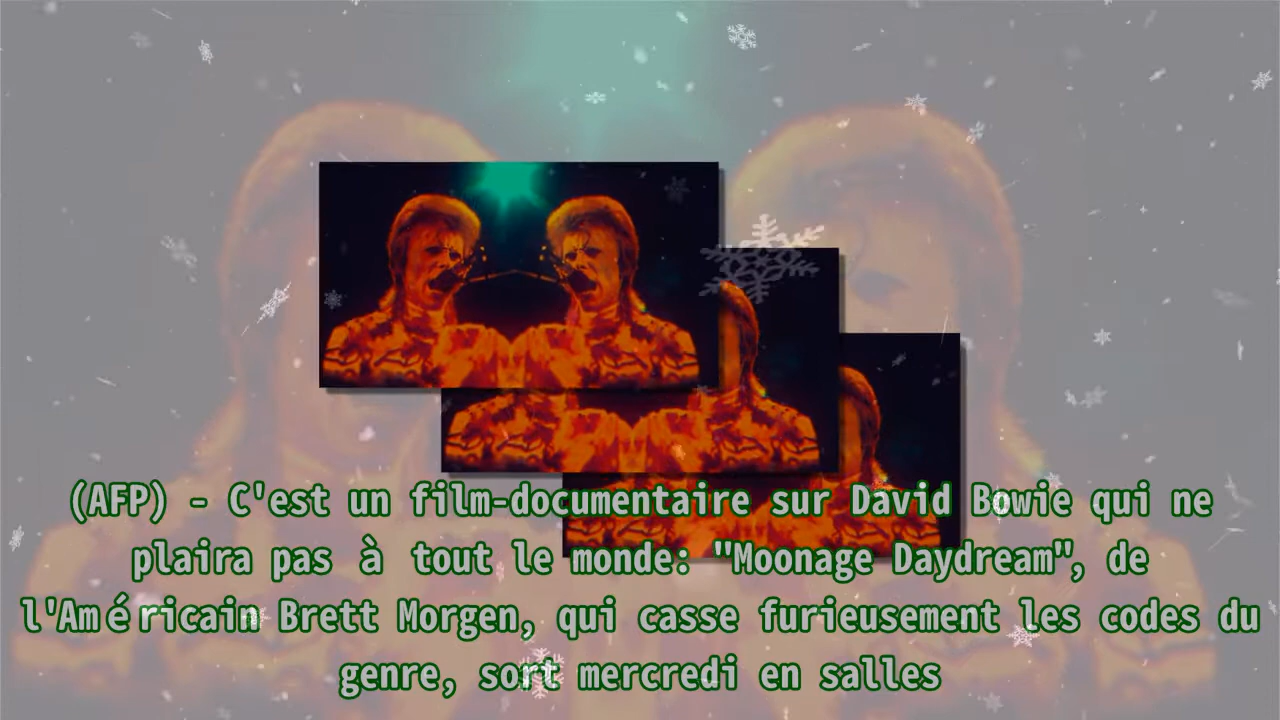 (AFP) - C'est un film-documentaire sur David Bowie qui ne
plaira pas à tout le monde: "Moonage Daydream", de
l'Américain Brett Morgen, qui casse furieusement les codes du
genre, sort mercredi en salles